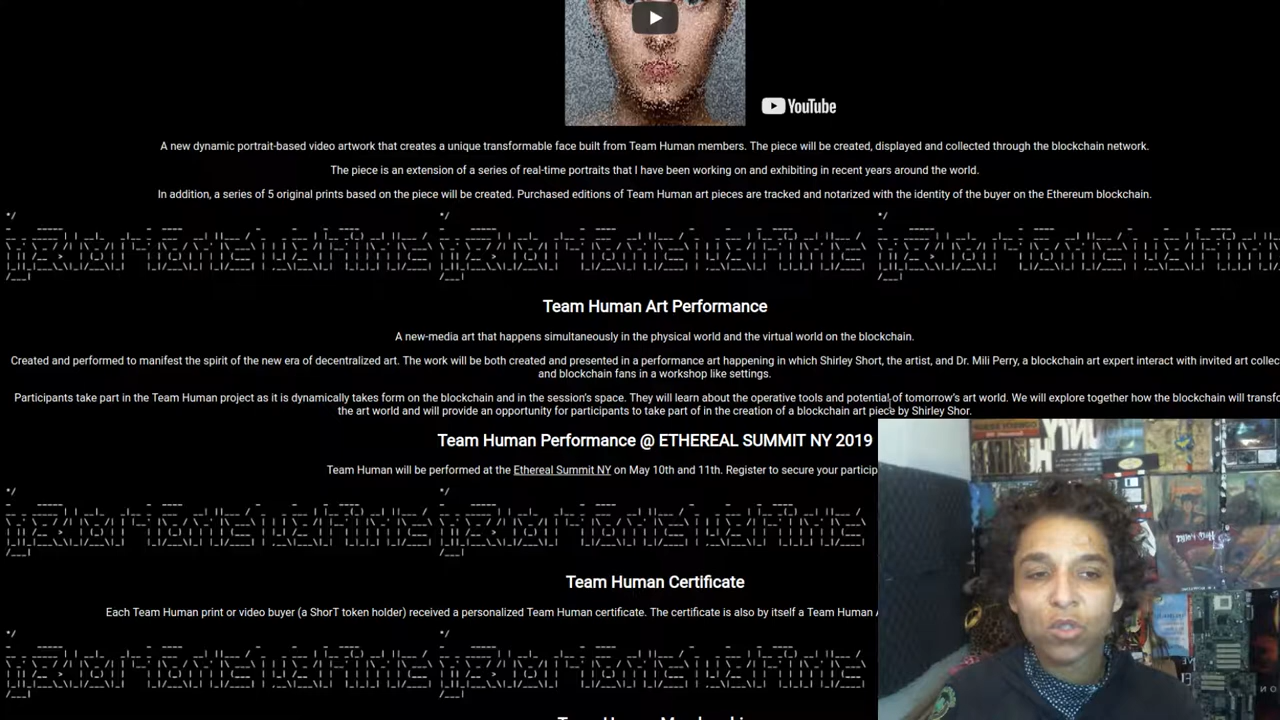 YouTube
A new dynamic portrait-based video artwork that creates a unique transformable face built from Team Human members. The piece will be created, displayed and collected through the blockchain network.
The piece is an extension of a series of real-time portraits that I have been working on and exhibiting in recent years around the world.
In addition, a series of 5 original prints based on the piece will be created. Purchased editions of Team Human art pieces are tracked and notarized with the identity of the buyer on the Ethereum blockchain.
Team Human Art Performance
A new-media art that happens simultaneously in the physical world and the virtual world on the blockchain.
Created and performed to manifest the spirit of the new era of decentralized art. The work will be both created and presented in a performance art happening in which Shirley Short, the artist, and Dr. Mili Perry, a blockchain art expert interact with invited art collec
and blockchain fans in a workshop like settings.
Participants take part in the Team Human project as it is dynamically takes form on the blockchain and in the session's space. They will learn about the operative tools and potential of tomorrow's art world. We will explore together how the blockchain will transfo
the art world and will provide an opportunity for participants to take part of in the creation of a blockchain art piece by Shirley Shor.
Team Human Performance @ ETHEREAL SUMMIT NY 2019
Team Human will be performed at the Ethereal Summit NY on May 10th and 11th. Register to secure your particip
Team Human Certificate
Each Team Human print or video buyer (a ShorT token holder) received a personalized Team Human certificate. The certificate is also by itself a Team Human A